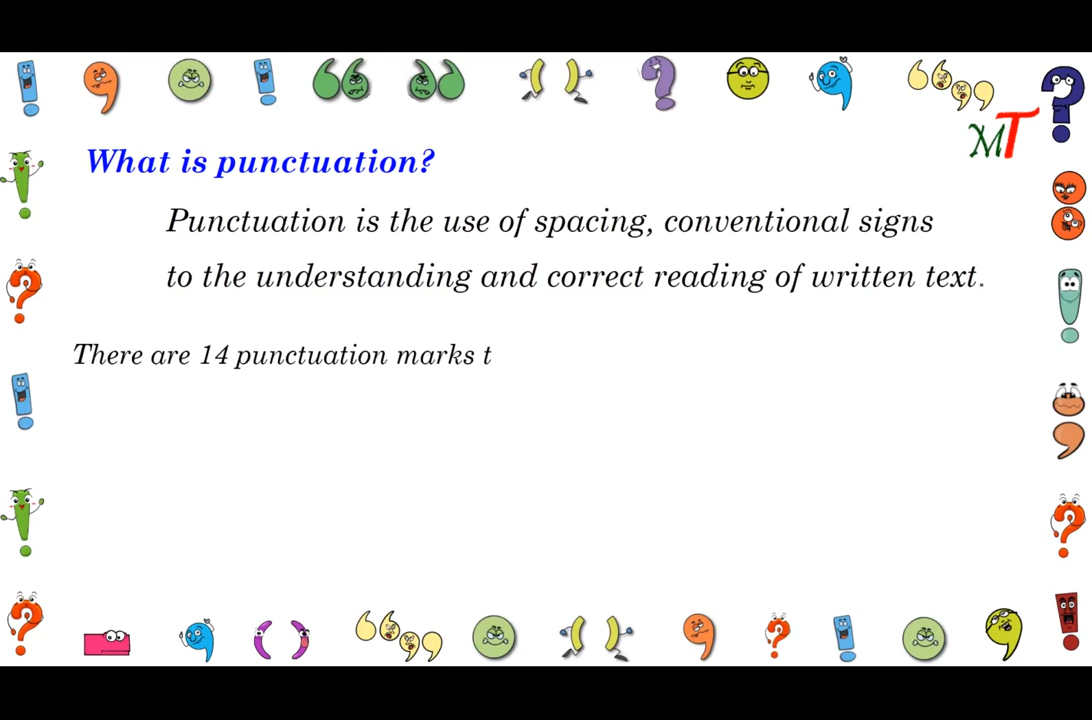 MT
What is punctuation?
Punctuation is the use of spacing, conventional signs
to the understanding and correct reading of written text.
There are 14 punctuation marks t